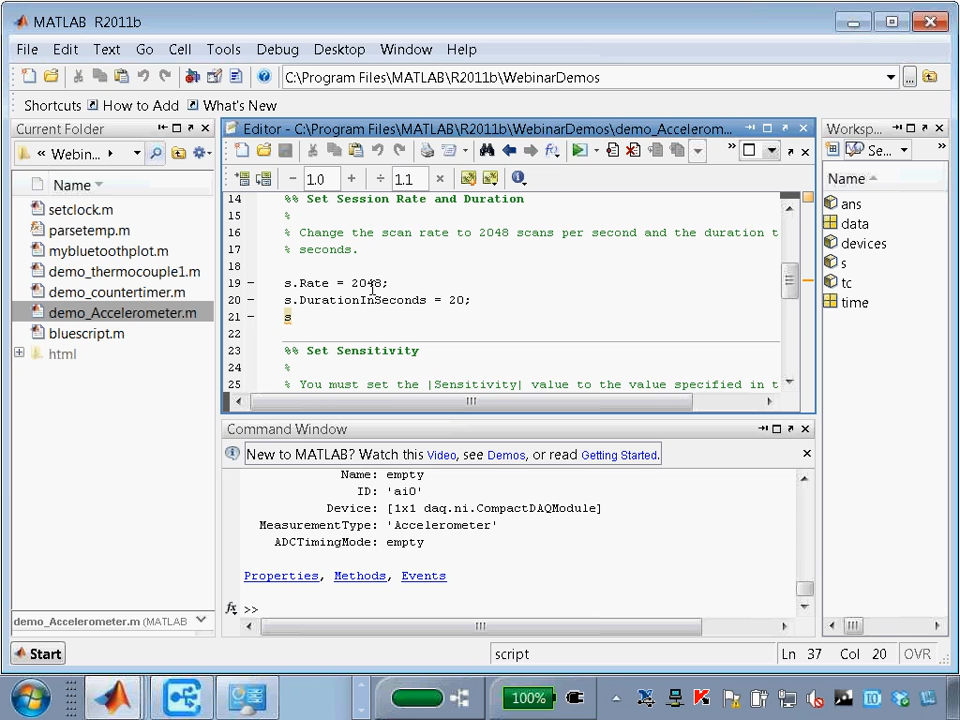 MATLAB R2011b
File Edit Text Go Cell Tools Debug Desktop Window Help
C:\Program Files\MATLAB\R2011b\WebinarDemos
...
Shortcuts How to Add What's New
Current Folder
« Webin...
Name
setclock.m
parsetemp.m
mybluetoothplot.m
demo_thermocouple1.m
demo_countertimer.m
demo_Accelerometer.m
bluescript.m
html
demo_Accelerometer.m (MATLAB
Editor - C:\Program Files\MATLAB\R2011b\WebinarDemos\demo_Accelerom...
− 1.0 + ÷ 1.1 ×
14 %% Set Session Rate and Duration
15 %
16 % Change the scan rate to 2048 scans per second and the duration t
17 % seconds.
18
19 − s.Rate = 2048;
20 − s.DurationInSeconds = 20;
21 − s
22
23 %% Set Sensitivity
24 %
25 % You must set the |Sensitivity| value to the value specified in t
Command Window
New to MATLAB? Watch this Video, see Demos, or read Getting Started.
Name: empty
ID: 'ai0'
Device: [1x1 daq.ni.CompactDAQModule]
MeasurementType: 'Accelerometer'
ADCTimingMode: empty
Properties, Methods, Events
fx >>
Worksp...
Se...
Name
ans
data
devices
s
tc
time
Start
script
Ln 37 Col 20 OVR
100%